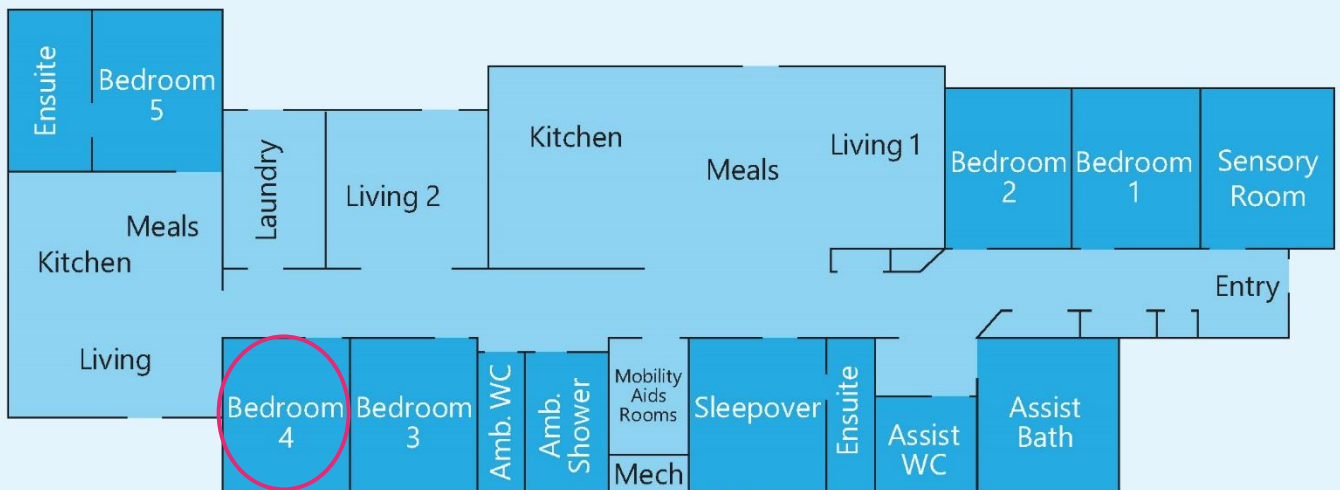 Ensuite
Bedroom
5
Kitchen
Meals
Living 1
Bedroom
2
Bedroom
1
Sensory
Room
Laundry
Living 2
Meals
Kitchen
Living
Entry
Bedroom
4
Bedroom
3
Amb. WC
Amb.
Shower
Mobility
Aids
Rooms
Mech
Sleepover
Ensuite
Assist
WC
Assist
Bath